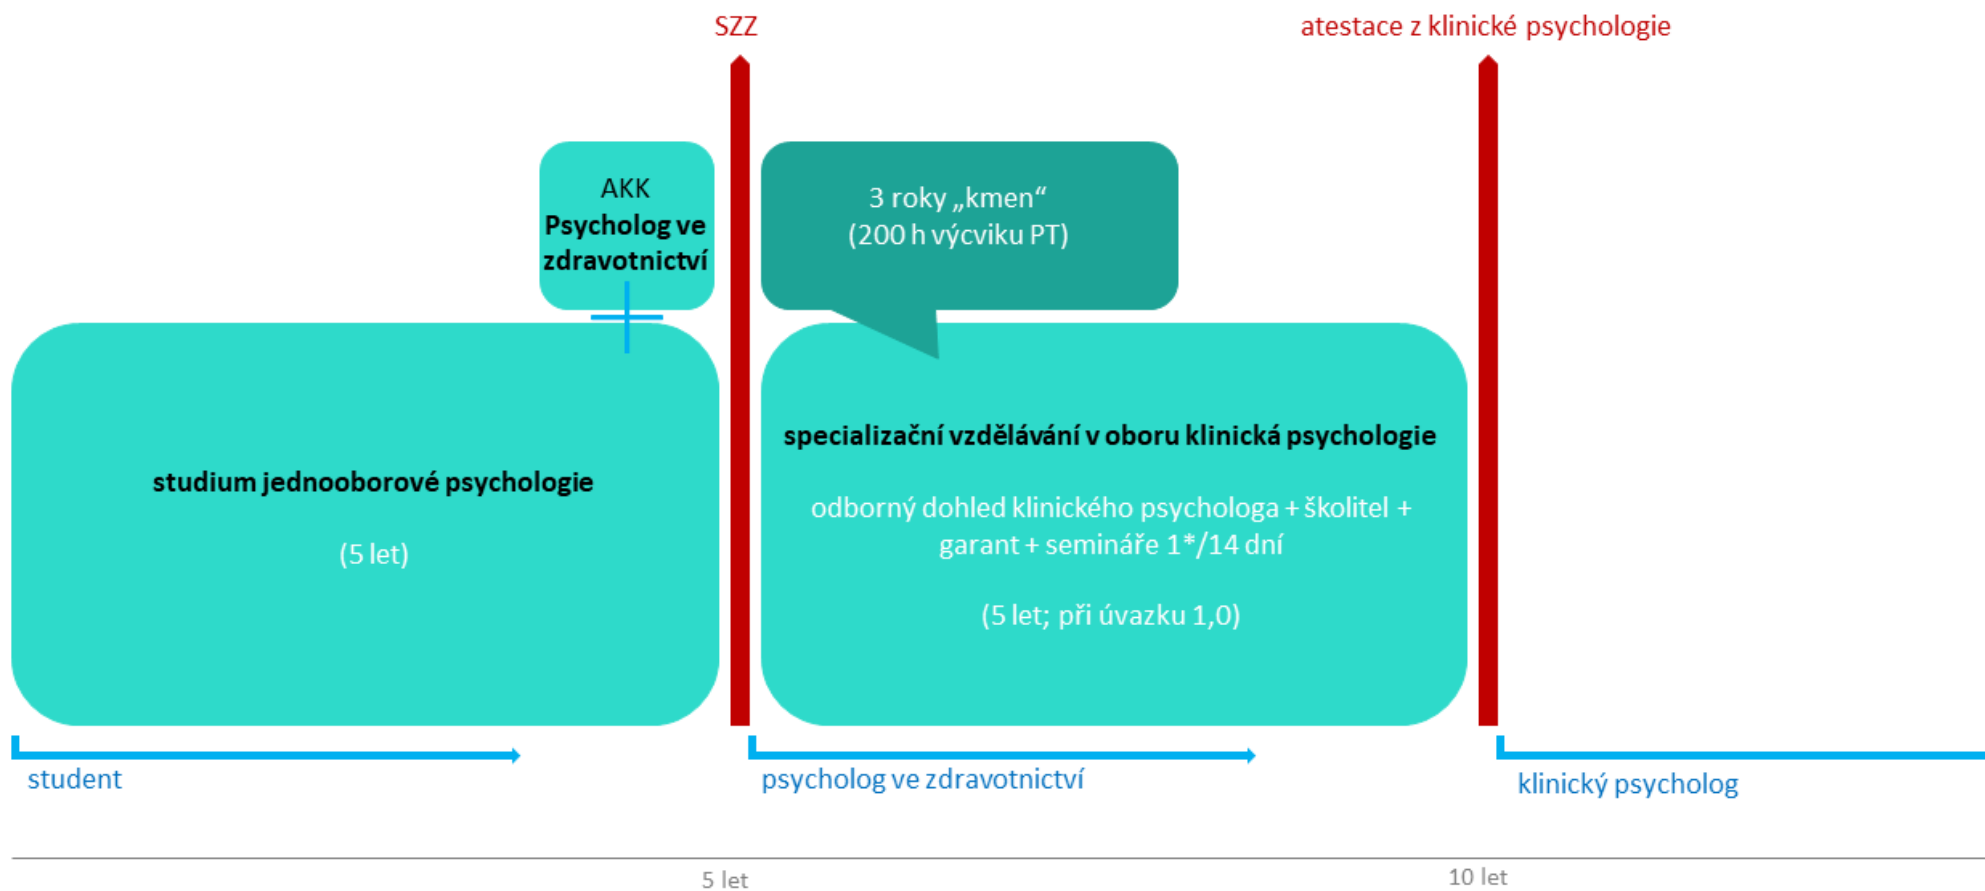 SZZ
atestace z klinické psychologie
AKK
Psycholog ve
zdravotnictví
3 roky „kmen“
(200 h výcviku PT)
studium jednooborové psychologie
(5 let)
specializační vzdělávání v oboru klinická psychologie
odborný dohled klinického psychologa + školitel +
garant + semináře 1*/14 dní
(5 let; při úvazku 1,0)
student
psycholog ve zdravotnictví
klinický psycholog
5 let
10 let